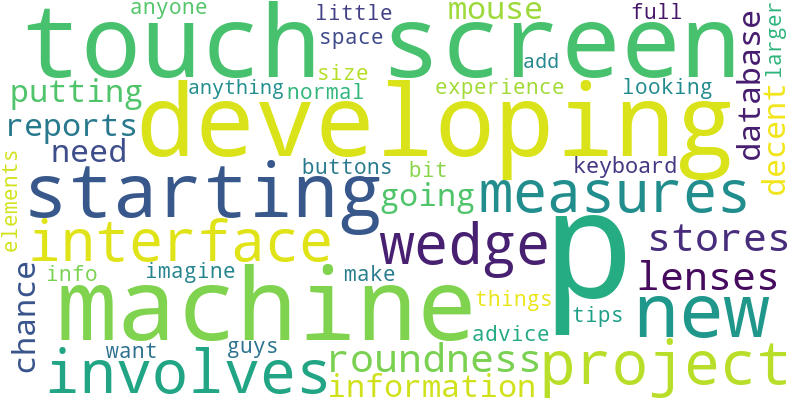 anyone little mouse full
touch screen
space add larger
size
putting anything normal experience looking database decent
developing
reports
need buttons bit keyboard
starting going measures
elements
interface wedge p stores
chance info imagine make lenses
machine things new
tips
advice
want guys
involves roundness project
information